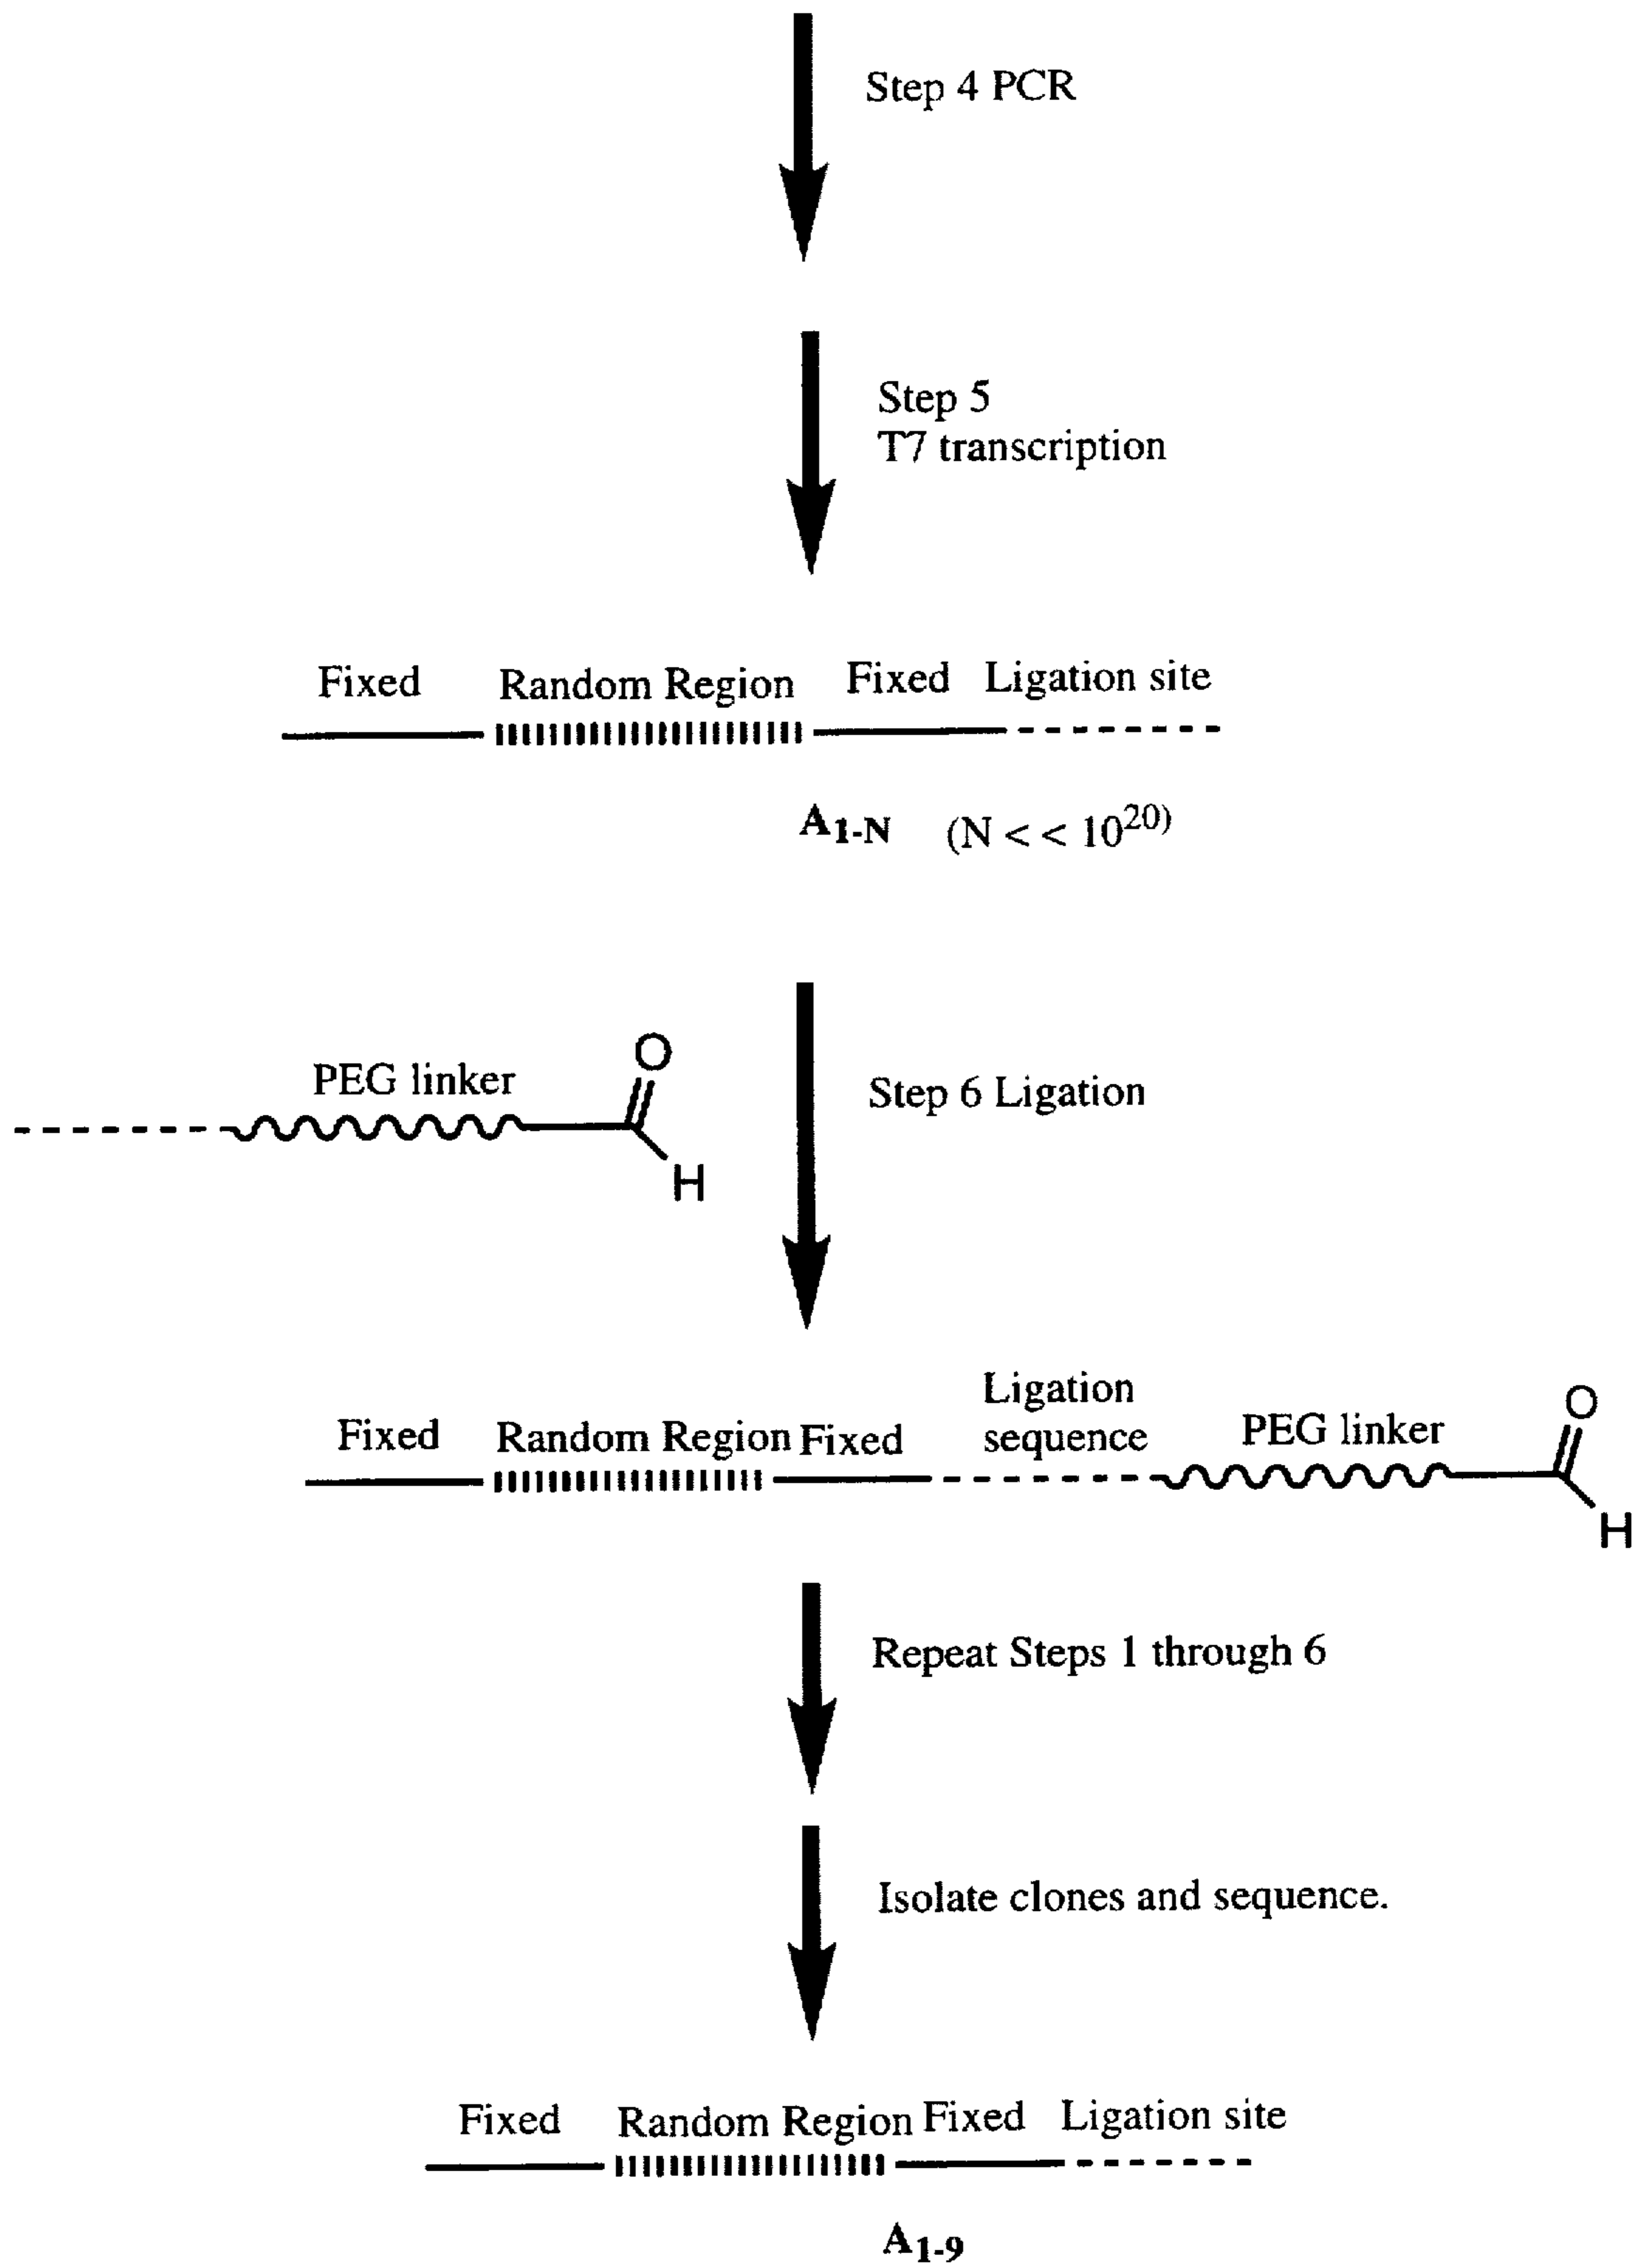 Step 4 PCR
Step 5
T7 transcription
Fixed Random Region Fixed Ligation site
A1-N (N < < 10^20)
O
PEG linker
Step 6 Ligation
H
Ligation
O
Fixed Random Region Fixed sequence PEG linker
H
Repeat Steps 1 through 6
Isolate clones and sequence.
Fixed Random Region Fixed Ligation site
A1-9